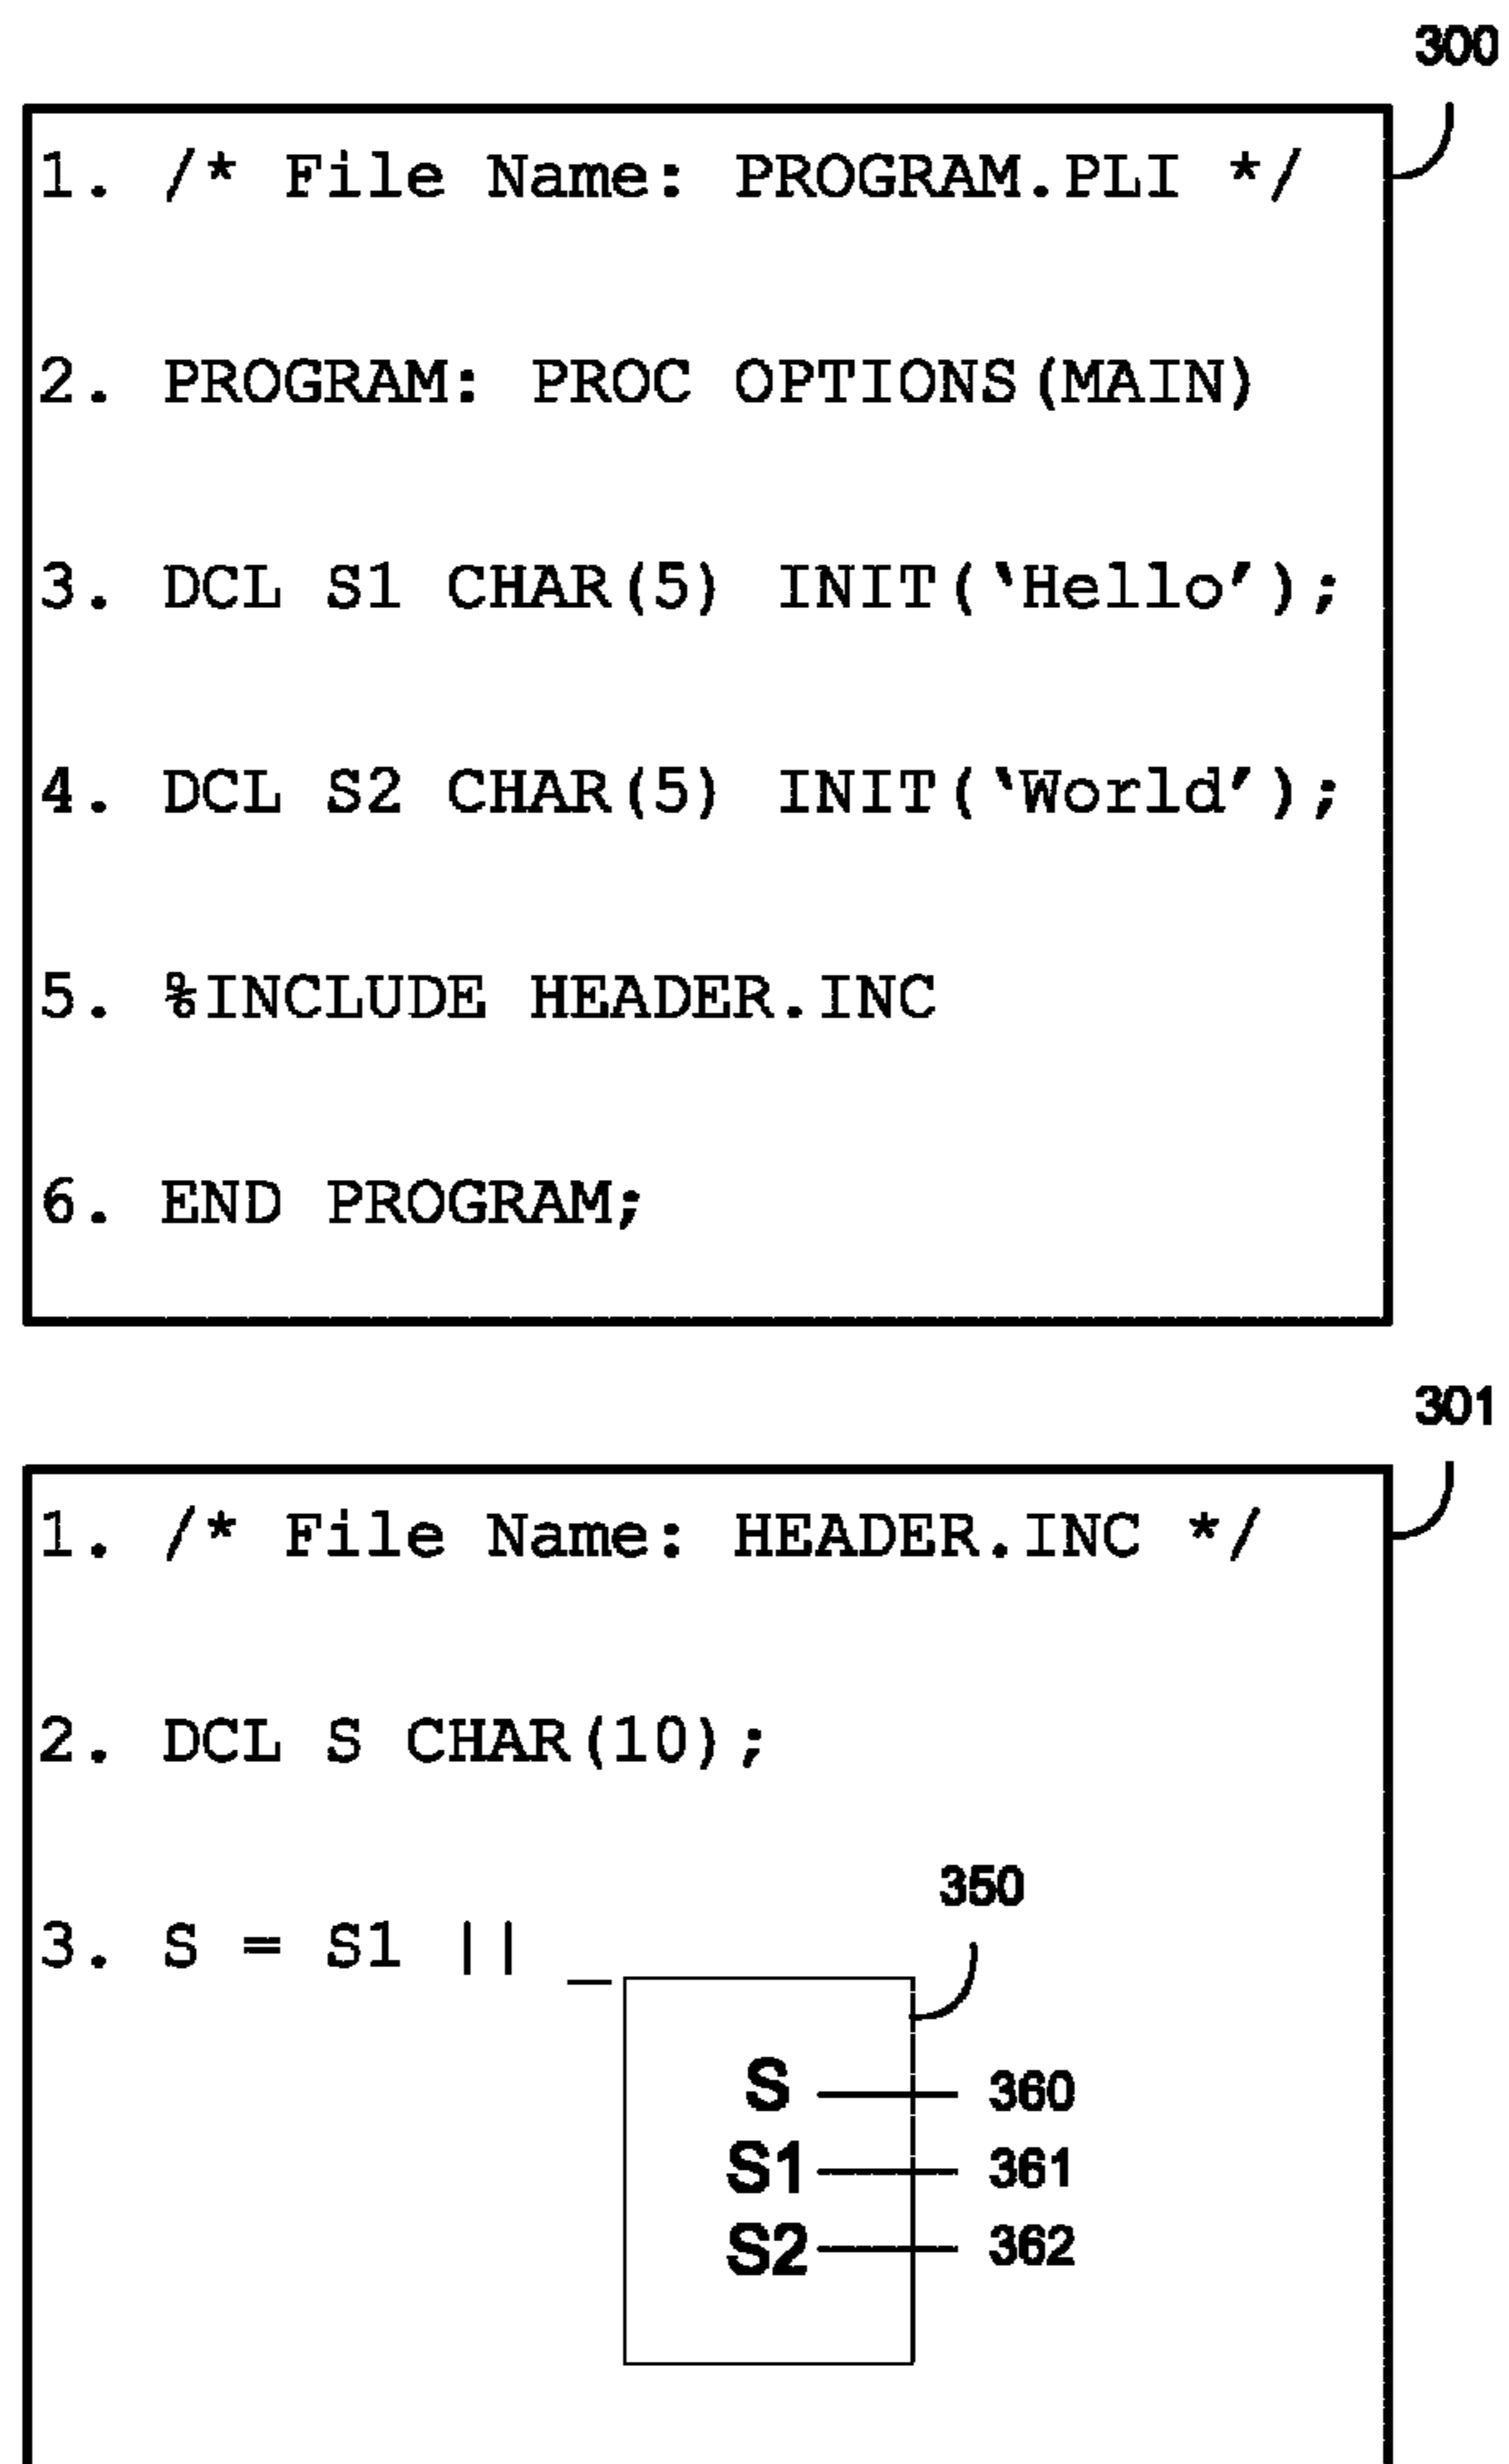 300
1. /* File Name: PROGRAM.PLI */
2. PROGRAM: PROC OPTIONS(MAIN)
3. DCL S1 CHAR(5) INIT(‘Hello’);
4. DCL S2 CHAR(5) INIT(‘World’);
5. %INCLUDE HEADER.INC
6. END PROGRAM;
301
1. /* File Name: HEADER.INC */
2. DCL S CHAR(10);
350
3. S = S1 || _
S 360
S1 361
S2 362